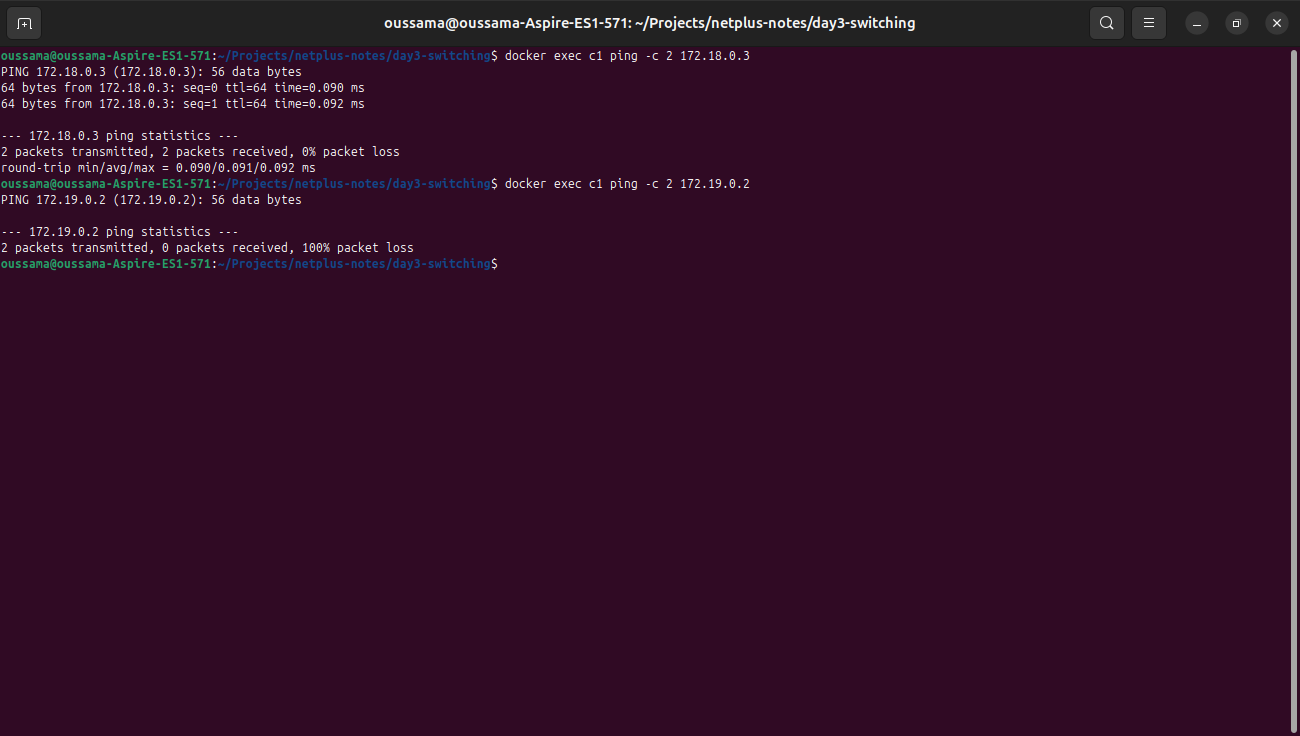 oussama@oussama-Aspire-ES1-571: ~/Projects/netplus-notes/day3-switching
oussama@oussama-Aspire-ES1-571:~/Projects/netplus-notes/day3-switching$ docker exec c1 ping -c 2 172.18.0.3
PING 172.18.0.3 (172.18.0.3): 56 data bytes
64 bytes from 172.18.0.3: seq=0 ttl=64 time=0.090 ms
64 bytes from 172.18.0.3: seq=1 ttl=64 time=0.092 ms

--- 172.18.0.3 ping statistics ---
2 packets transmitted, 2 packets received, 0% packet loss
round-trip min/avg/max = 0.090/0.091/0.092 ms
oussama@oussama-Aspire-ES1-571:~/Projects/netplus-notes/day3-switching$ docker exec c1 ping -c 2 172.19.0.2
PING 172.19.0.2 (172.19.0.2): 56 data bytes

--- 172.19.0.2 ping statistics ---
2 packets transmitted, 0 packets received, 100% packet loss
oussama@oussama-Aspire-ES1-571:~/Projects/netplus-notes/day3-switching$